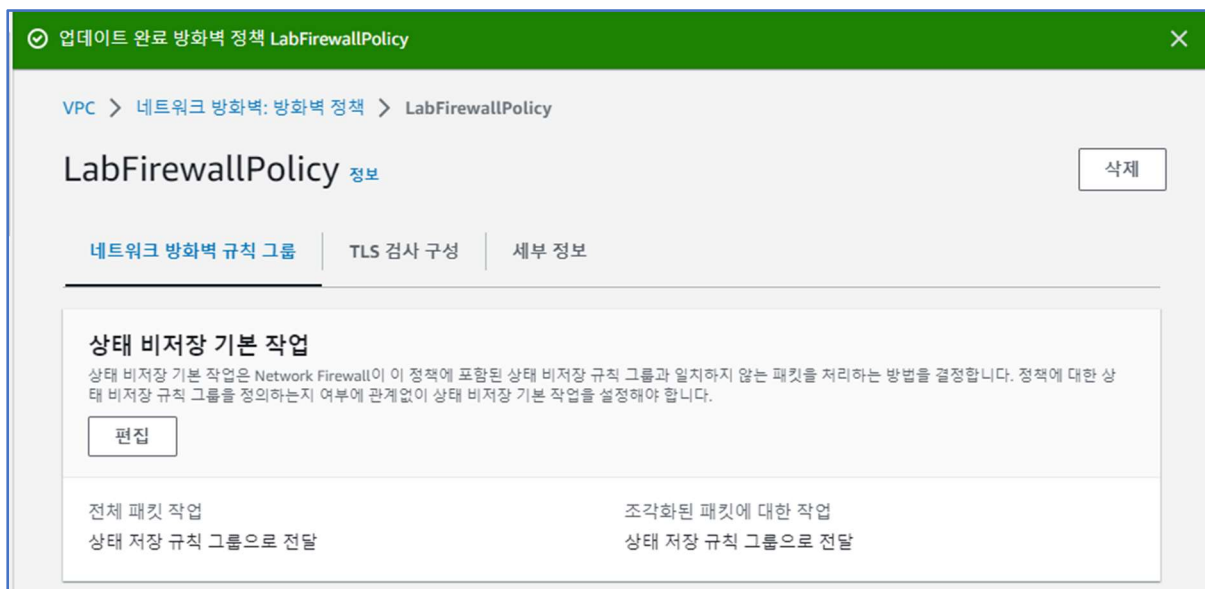 업데이트 완료 방화벽 정책 LabFirewallPolicy
VPC > 네트워크 방화벽: 방화벽 정책 > LabFirewallPolicy
LabFirewallPolicy 정보
삭제
네트워크 방화벽 규칙 그룹
TLS 검사 구성
세부 정보
상태 비저장 기본 작업
상태 비저장 기본 작업은 Network Firewall이 이 정책에 포함된 상태 비저장 규칙 그룹과 일치하지 않는 패킷을 처리하는 방법을 결정합니다. 정책에 대한 상
태 비저장 규칙 그룹을 정의하는지 여부에 관계없이 상태 비저장 기본 작업을 설정해야 합니다.
편집
전체 패킷 작업
상태 저장 규칙 그룹으로 전달
조각화된 패킷에 대한 작업
상태 저장 규칙 그룹으로 전달